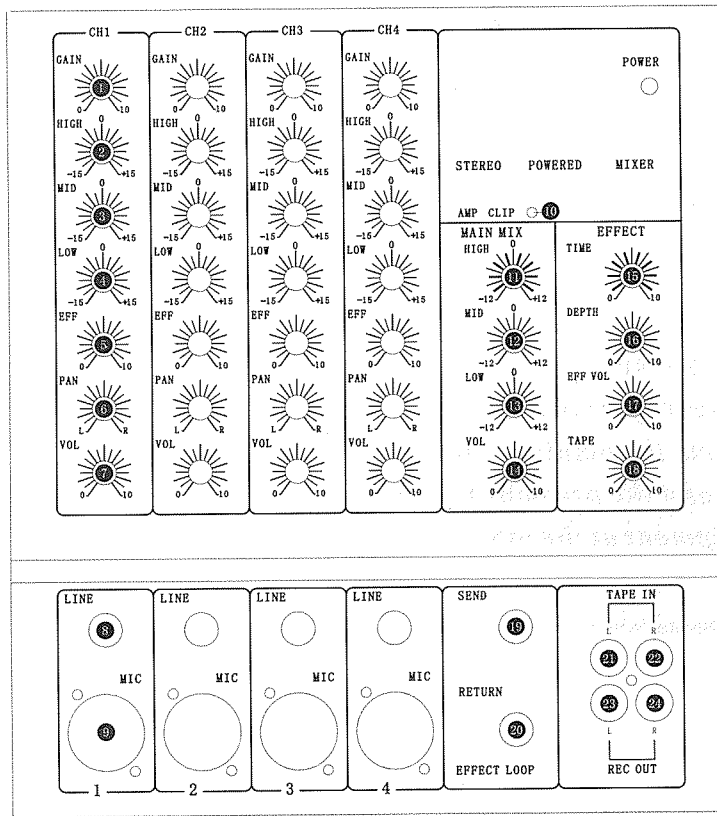 CH1 CH2 CH3 CH4
GAIN GAIN GAIN GAIN POWER
1
0 10 0 10 0 10 0 10
HIGH 0 HIGH 0 HIGH 0 HIGH 0
2
-15 +15 -15 +15 -15 +15 -15 +15
STEREO POWERED MIXER
MID 0 MID 0 MID 0 MID 0
3
-15 +15 -15 +15 -15 +15 -15 +15
AMP CLIP 10
LOW 0 LOW 0 LOW 0 LOW 0
4
-15 +15 -15 +15 -15 +15 -15 +15
EFF EFF EFF EFF
5
0 10 0 10 0 10 0 10
PAN PAN PAN PAN
6
L R L R L R L R
VOL VOL VOL VOL
7
0 10 0 10 0 10 0 10
MAIN MIX EFFECT
HIGH 0 TIME
11 15
-12 +12 0 10
MID 0 DEPTH
12 16
-12 +12 0 10
LOW 0 EFF VOL
13 17
-12 +12 0 10
VOL TAPE
14 18
0 10 0 10
LINE LINE LINE LINE SEND TAPE IN
8 19
L R
21 22
MIC MIC MIC MIC RETURN
9 20 23 24
L R
EFFECT LOOP REC OUT
1 2 3 4